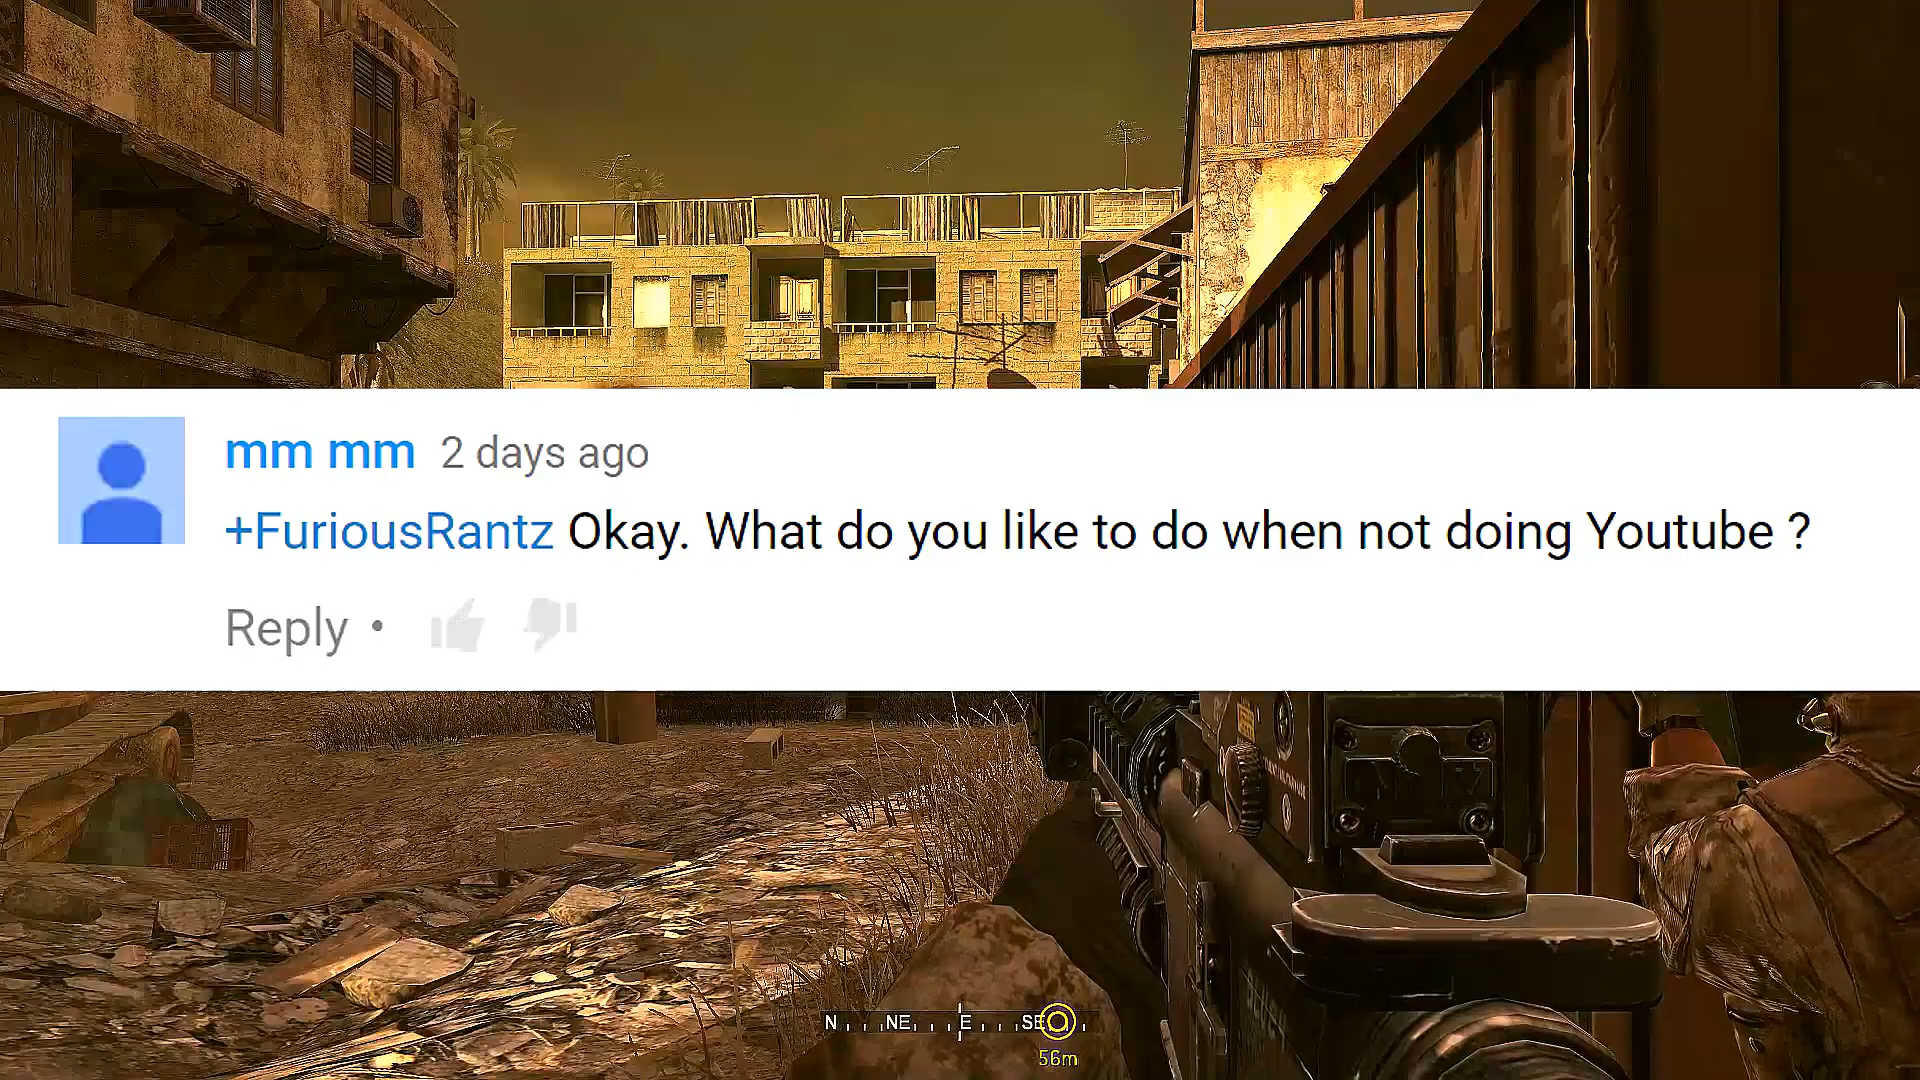 mm mm 2 days ago
+FuriousRantz Okay. What do you like to do when not doing Youtube ?
Reply •
N NE E SE
56m